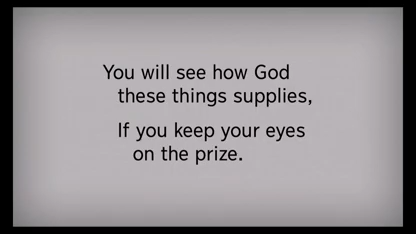 You will see how God
these things supplies,
If you keep your eyes
on the prize.